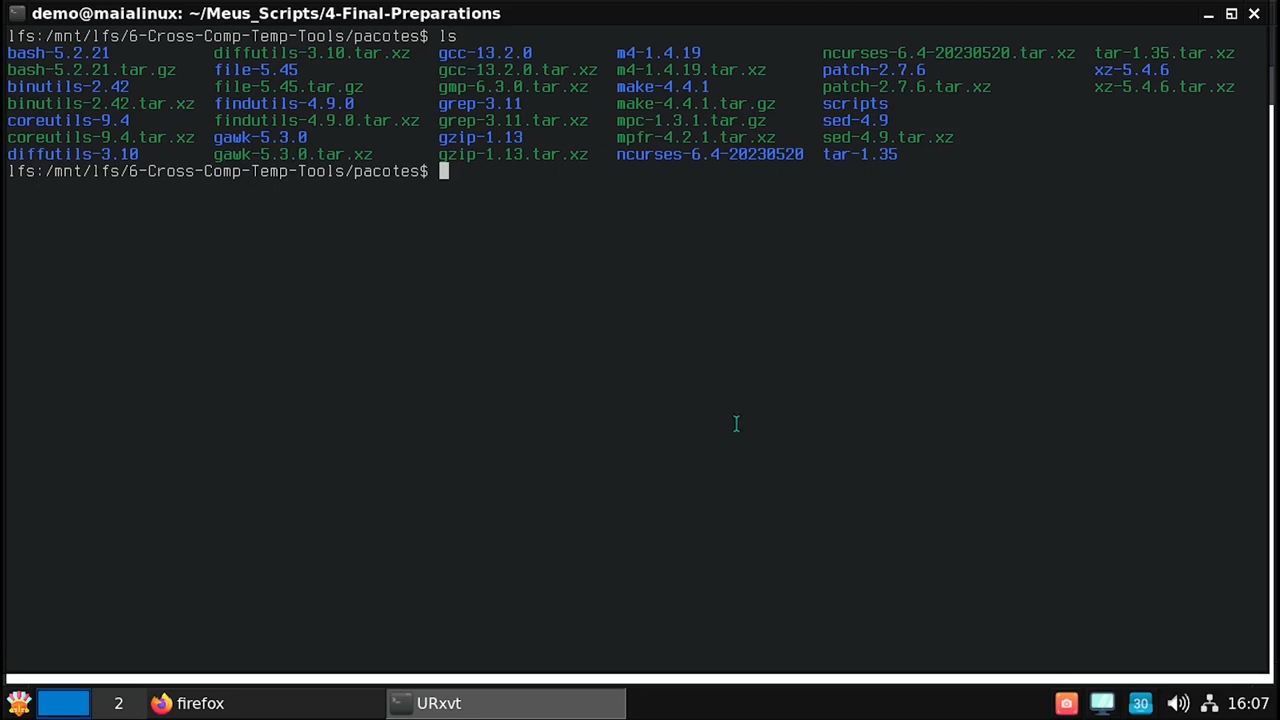 demo@maialinux: ~/Meus_Scripts/4-Final-Preparations
lfs:/mnt/lfs/6-Cross-Comp-Temp-Tools/pacotes$ ls
bash-5.2.21 diffutils-3.10.tar.xz gcc-13.2.0 m4-1.4.19 ncurses-6.4-20230520.tar.xz tar-1.35.tar.xz
bash-5.2.21.tar.gz file-5.45 gcc-13.2.0.tar.xz m4-1.4.19.tar.xz patch-2.7.6 xz-5.4.6
binutils-2.42 file-5.45.tar.gz gmp-6.3.0.tar.xz make-4.4.1 patch-2.7.6.tar.xz xz-5.4.6.tar.xz
binutils-2.42.tar.xz findutils-4.9.0 grep-3.11 make-4.4.1.tar.gz scripts
coreutils-9.4 findutils-4.9.0.tar.xz grep-3.11.tar.xz mpc-1.3.1.tar.gz sed-4.9
coreutils-9.4.tar.xz gawk-5.3.0 gzip-1.13 mpfr-4.2.1.tar.xz sed-4.9.tar.xz
diffutils-3.10 gawk-5.3.0.tar.xz gzip-1.13.tar.xz ncurses-6.4-20230520 tar-1.35
lfs:/mnt/lfs/6-Cross-Comp-Temp-Tools/pacotes$
2 firefox URxvt 30 16:07